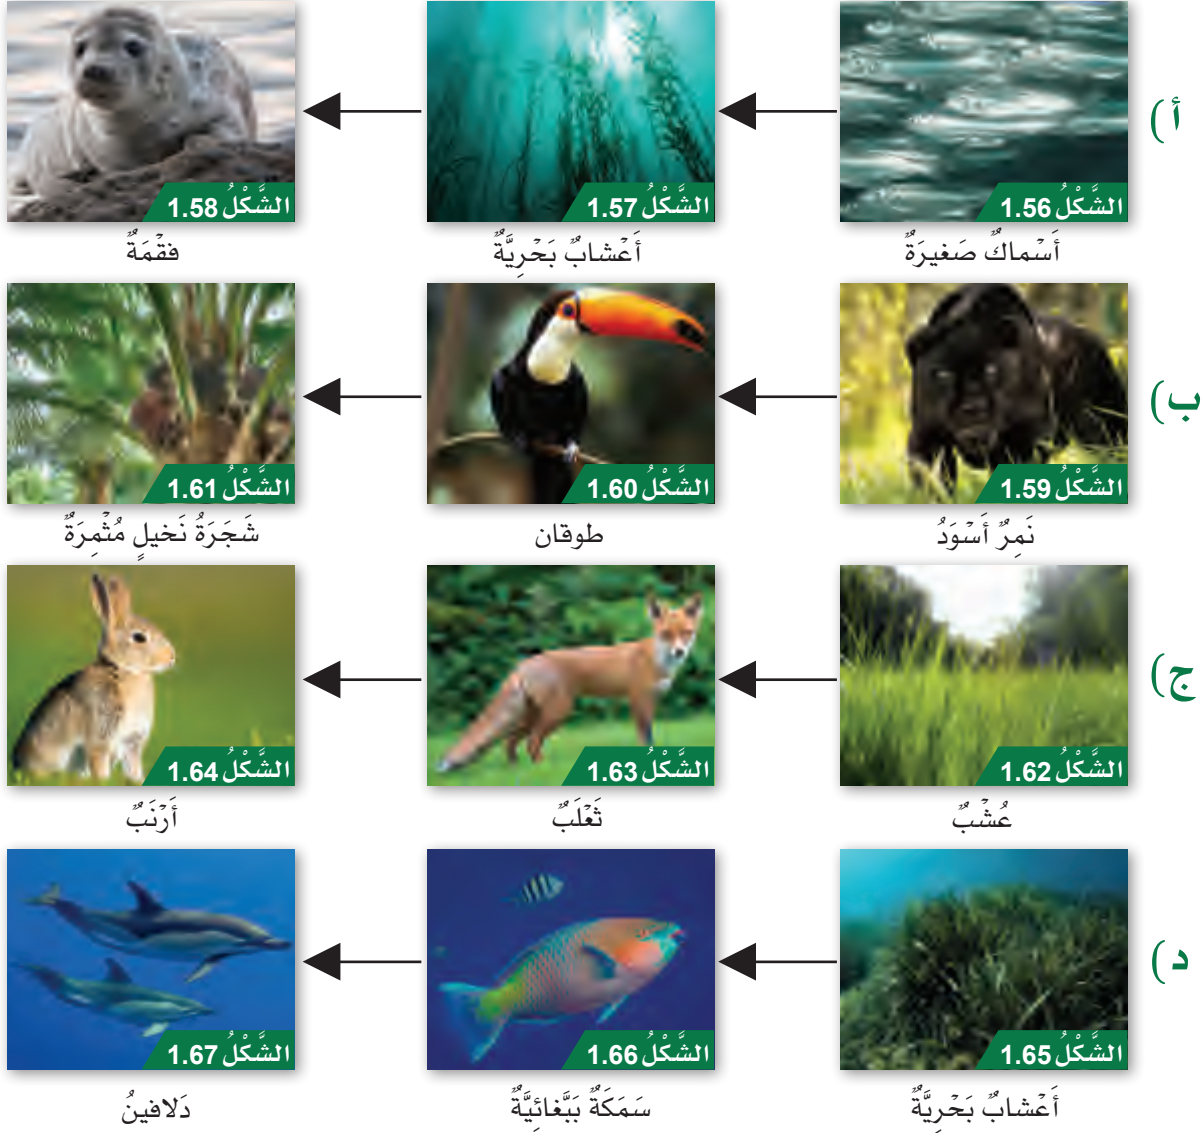 أ)
الشَّكْلُ 1.56
الشَّكْلُ 1.57
الشَّكْلُ 1.58
أَسْماكٌ صَغيرَةٌ
أَعْشابٌ بَحْرِيَّةٌ
فقْمَةٌ
ب)
الشَّكْلُ 1.59
الشَّكْلُ 1.60
الشَّكْلُ 1.61
نَمِرٌ أَسْوَدُ
طوقان
شَجَرَةُ نَخيلٍ مُثْمِرَةٌ
ج)
الشَّكْلُ 1.62
الشَّكْلُ 1.63
الشَّكْلُ 1.64
عُشْبٌ
ثَعْلَبٌ
أَرْنَبٌ
د)
الشَّكْلُ 1.65
الشَّكْلُ 1.66
الشَّكْلُ 1.67
أَعْشابٌ بَحْرِيَّةٌ
سَمَكَةٌ بَبَّغائِيَّةٌ
دَلافينُ